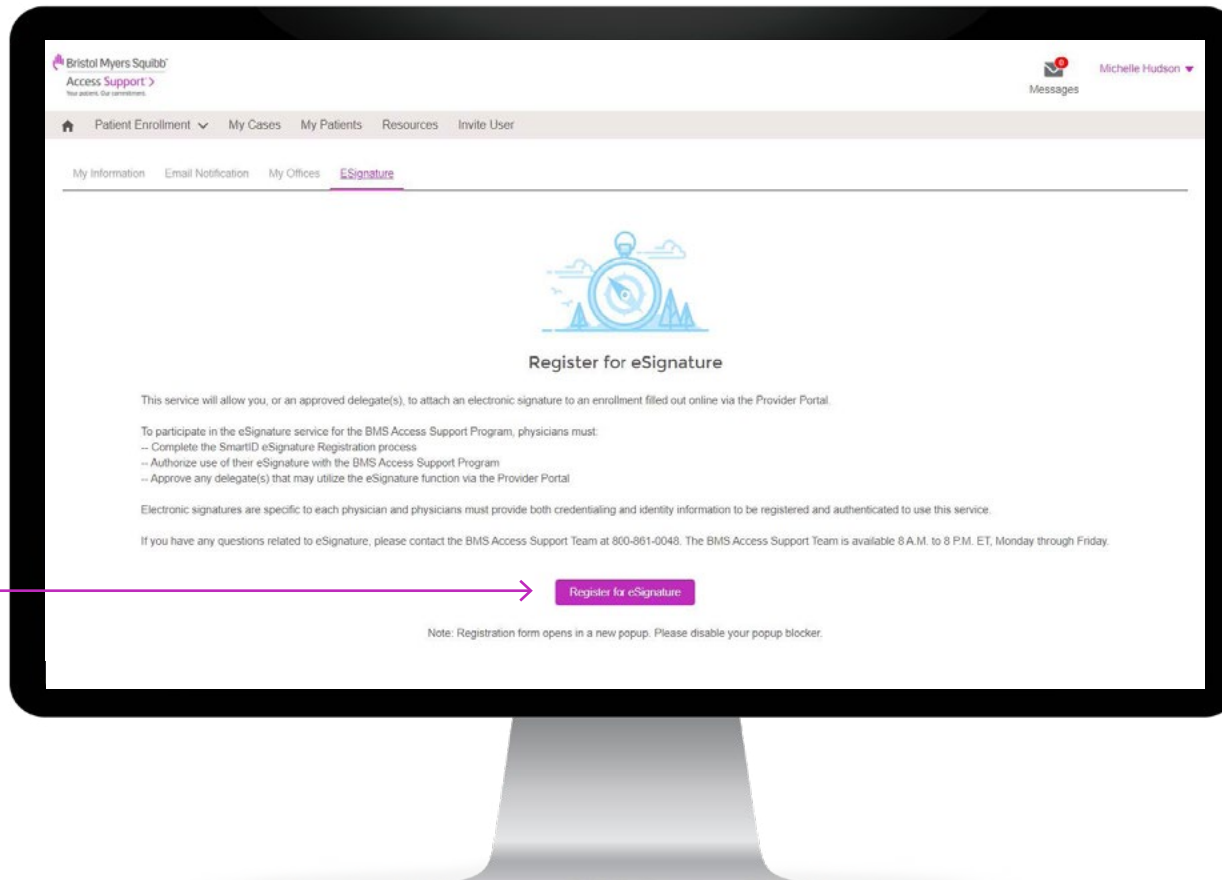 Bristol Myers Squibb
Access Support
Your patient. Our commitment.
0
Messages
Michelle Hudson
Patient Enrollment My Cases My Patients Resources Invite User
My Information Email Notification My Offices ESignature
Register for eSignature
This service will allow you, or an approved delegate(s), to attach an electronic signature to an enrollment filled out online via the Provider Portal.
To participate in the eSignature service for the BMS Access Support Program, physicians must:
-- Complete the SmartID eSignature Registration process
-- Authorize use of their eSignature with the BMS Access Support Program
-- Approve any delegate(s) that may utilize the eSignature function via the Provider Portal
Electronic signatures are specific to each physician and physicians must provide both credentialing and identity information to be registered and authenticated to use this service.
If you have any questions related to eSignature, please contact the BMS Access Support Team at 800-861-0048. The BMS Access Support Team is available 8 A.M. to 8 P.M. ET, Monday through Friday.
Register for eSignature
Note: Registration form opens in a new popup. Please disable your popup blocker.